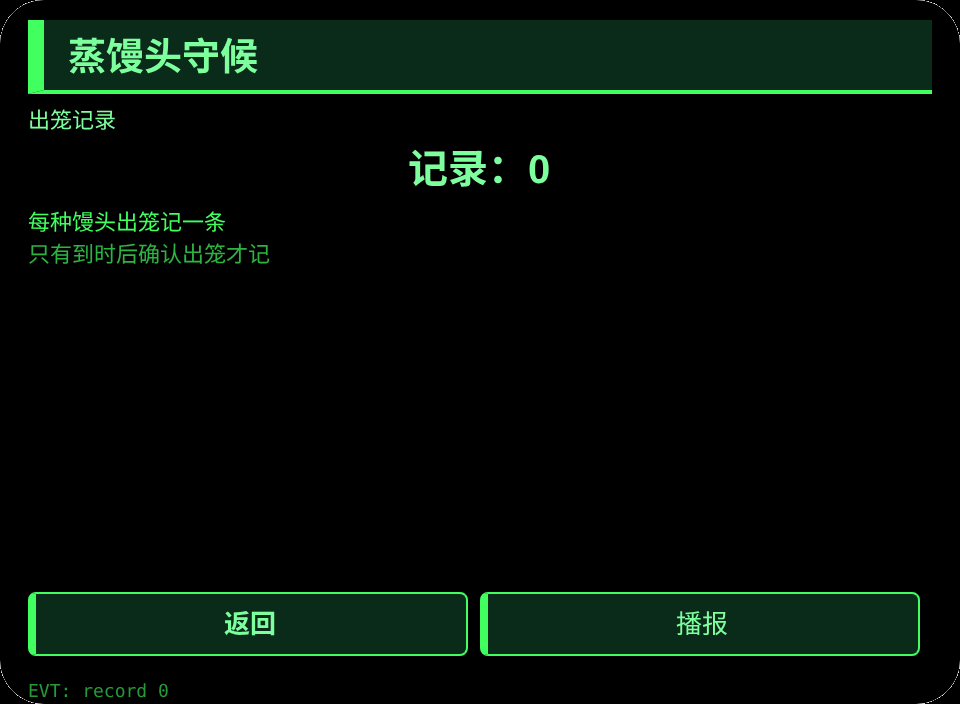 蒸馒头守候
出笼记录
记录：0
每种馒头出笼记一条
只有到时后确认出笼才记
返回
播报
EVT: record 0